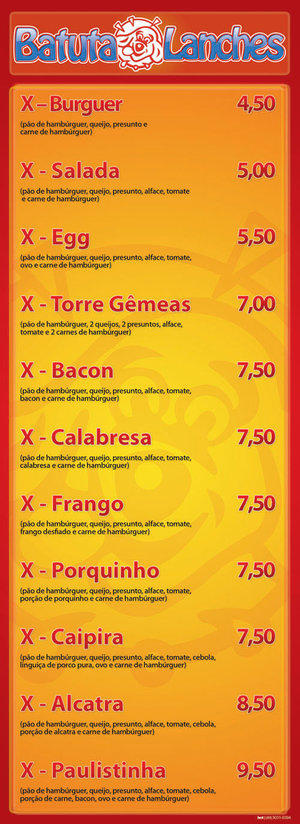 Batuta Lanches
X – Burguer 4,50
(pão de hambúrguer, queijo, presunto e
carne de hambúrguer)
X - Salada 5,00
(pão de hambúrguer, queijo, presunto, alface, tomate
e carne de hambúrguer)
X - Egg 5,50
(pão de hambúrguer, queijo, presunto, alface, tomate,
ovo e carne de hambúrguer)
X - Torre Gêmeas 7,00
(pão de hambúrguer, 2 queijos, 2 presuntos, alface,
tomate e 2 carnes de hambúrguer)
X - Bacon 7,50
(pão de hambúrguer, queijo, presunto, alface, tomate,
bacon e carne de hambúrguer)
X - Calabresa 7,50
(pão de hambúrguer, queijo, presunto, alface, tomate,
calabresa e carne de hambúrguer)
X - Frango 7,50
(pão de hambúrguer, queijo, presunto, alface, tomate,
frango desfiado e carne de hambúrguer)
X - Porquinho 7,50
(pão de hambúrguer, queijo, presunto, alface, tomate,
porção de porquinho e carne de hambúrguer)
X - Caipira 7,50
(pão de hambúrguer, queijo, presunto, alface, tomate, cebola,
linguiça de porco pura, ovo e carne de hambúrguer)
X - Alcatra 8,50
(pão de hambúrguer, queijo, presunto, alface, tomate, cebola,
porção de alcatra e carne de hambúrguer)
X - Paulistinha 9,50
(pão de hambúrguer, queijo, presunto, alface, tomate, cebola,
porção de carne, bacon, ovo e carne de hambúrguer)